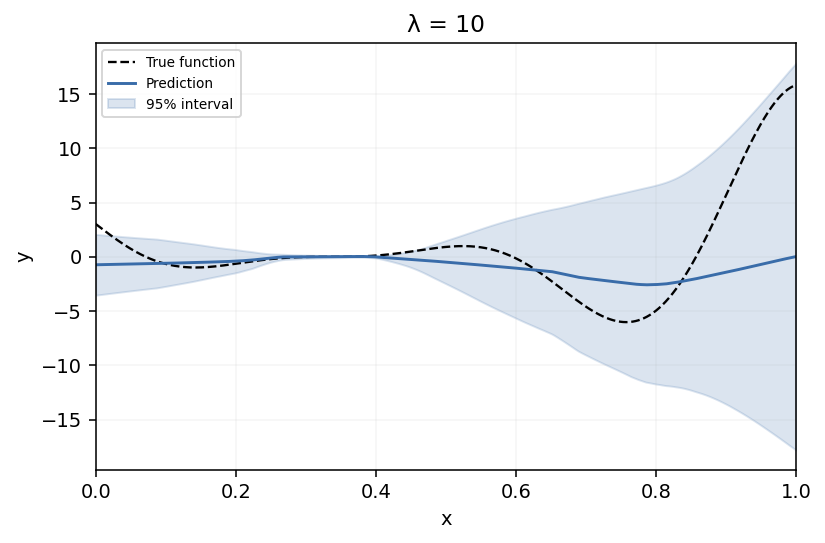 λ = 10
True function
Prediction
95% interval
y
15
10
5
0
−5
−10
−15
0.0 0.2 0.4 0.6 0.8 1.0
x